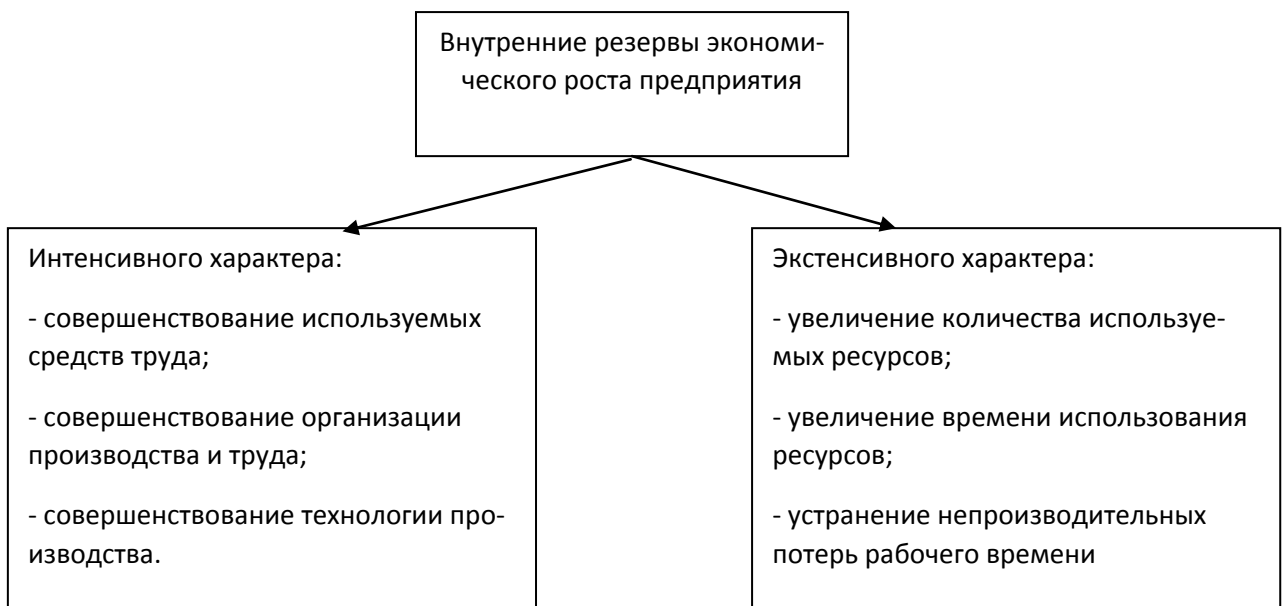 Внутренние резервы экономи-
ческого роста предприятия
Интенсивного характера:
- совершенствование используемых
средств труда;
- совершенствование организации
производства и труда;
- совершенствование технологии про-
изводства.
Экстенсивного характера:
- увеличение количества используе-
мых ресурсов;
- увеличение времени использования
ресурсов;
- устранение непроизводительных
потерь рабочего времени